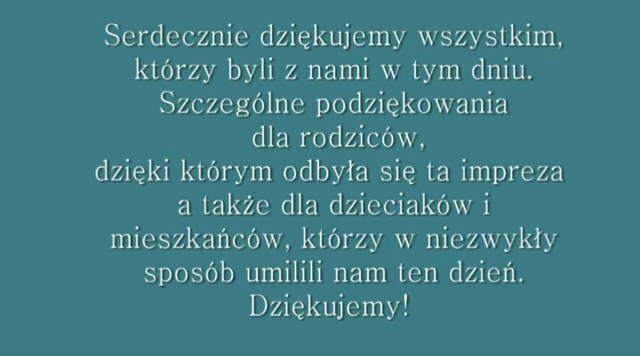 Serdecznie dziękujemy wszystkim,
którzy byli z nami w tym dniu.
Szczególne podziękowania
dla rodziców,
dzięki którym odbyła się ta impreza
a także dla dzieciaków i
mieszkańców, którzy w niezwykły
sposób umilili nam ten dzień.
Dziękujemy!